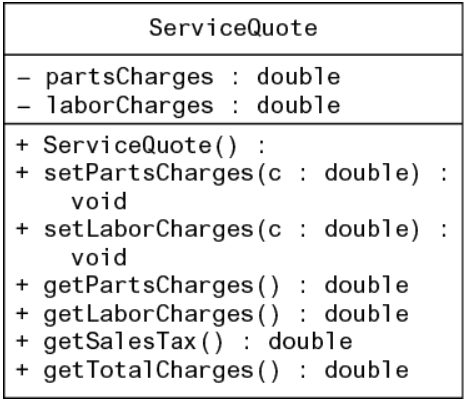 ServiceQuote
– partsCharges : double
– laborCharges : double
+ ServiceQuote() :
+ setPartsCharges(c : double) :
void
+ setLaborCharges(c : double) :
void
+ getPartsCharges() : double
+ getLaborCharges() : double
+ getSalesTax() : double
+ getTotalCharges() : double